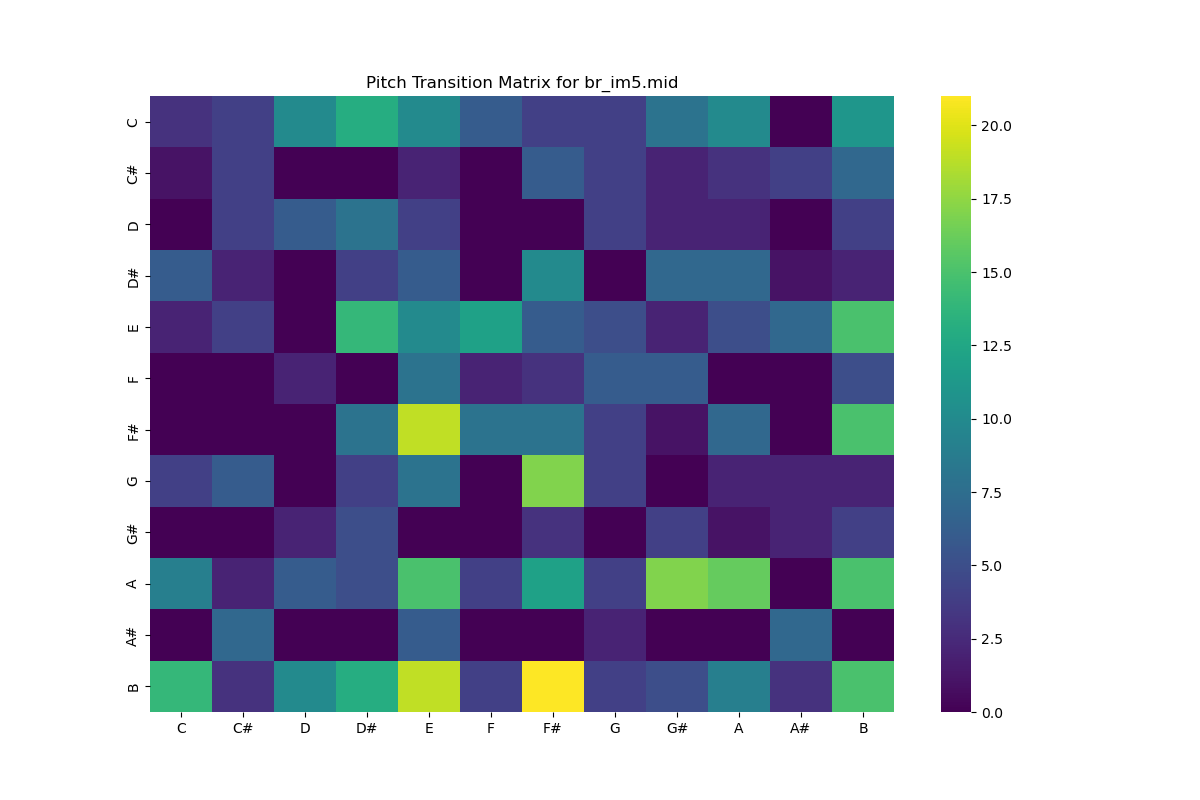 Pitch Transition Matrix for br_im5.mid
C
C#
D
D#
E
F
F#
G
G#
A
A#
B
C C# D D# E F F# G G# A A# B
20.0
17.5
15.0
12.5
10.0
7.5
5.0
2.5
0.0